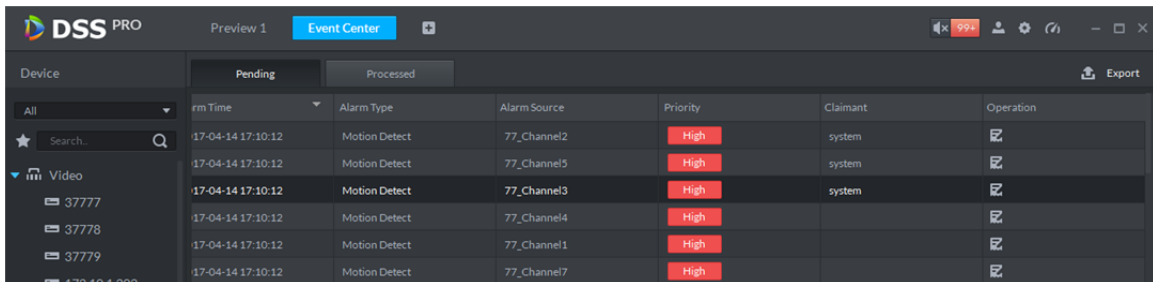 DSS PRO Preview 1 Event Center 99+
Device Pending Processed Export
All rm Time Alarm Type Alarm Source Priority Claimant Operation
Search.. 17-04-14 17:10:12 Motion Detect 77_Channel2 High system
Video 17-04-14 17:10:12 Motion Detect 77_Channel5 High system
37777 17-04-14 17:10:12 Motion Detect 77_Channel3 High system
37778 17-04-14 17:10:12 Motion Detect 77_Channel4 High
37779 17-04-14 17:10:12 Motion Detect 77_Channel1 High
17-04-14 17:10:12 Motion Detect 77_Channel7 High